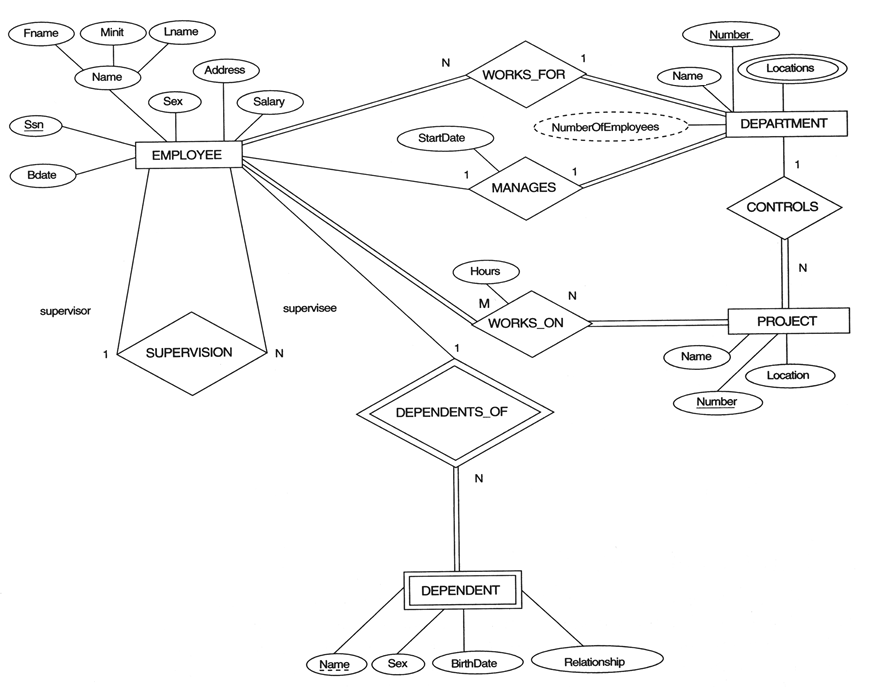 Fname
Minit
Lname
Number
Name
Address
N
1
WORKS_FOR
Name
Locations
Sex
Salary
Ssn
StartDate
NumberOfEmployees
DEPARTMENT
EMPLOYEE
Bdate
1
MANAGES
1
1
CONTROLS
Hours
N
supervisor
supervisee
M
N
WORKS_ON
PROJECT
1
SUPERVISION
N
1
Name
Location
Number
DEPENDENTS_OF
N
DEPENDENT
Name
Sex
BirthDate
Relationship